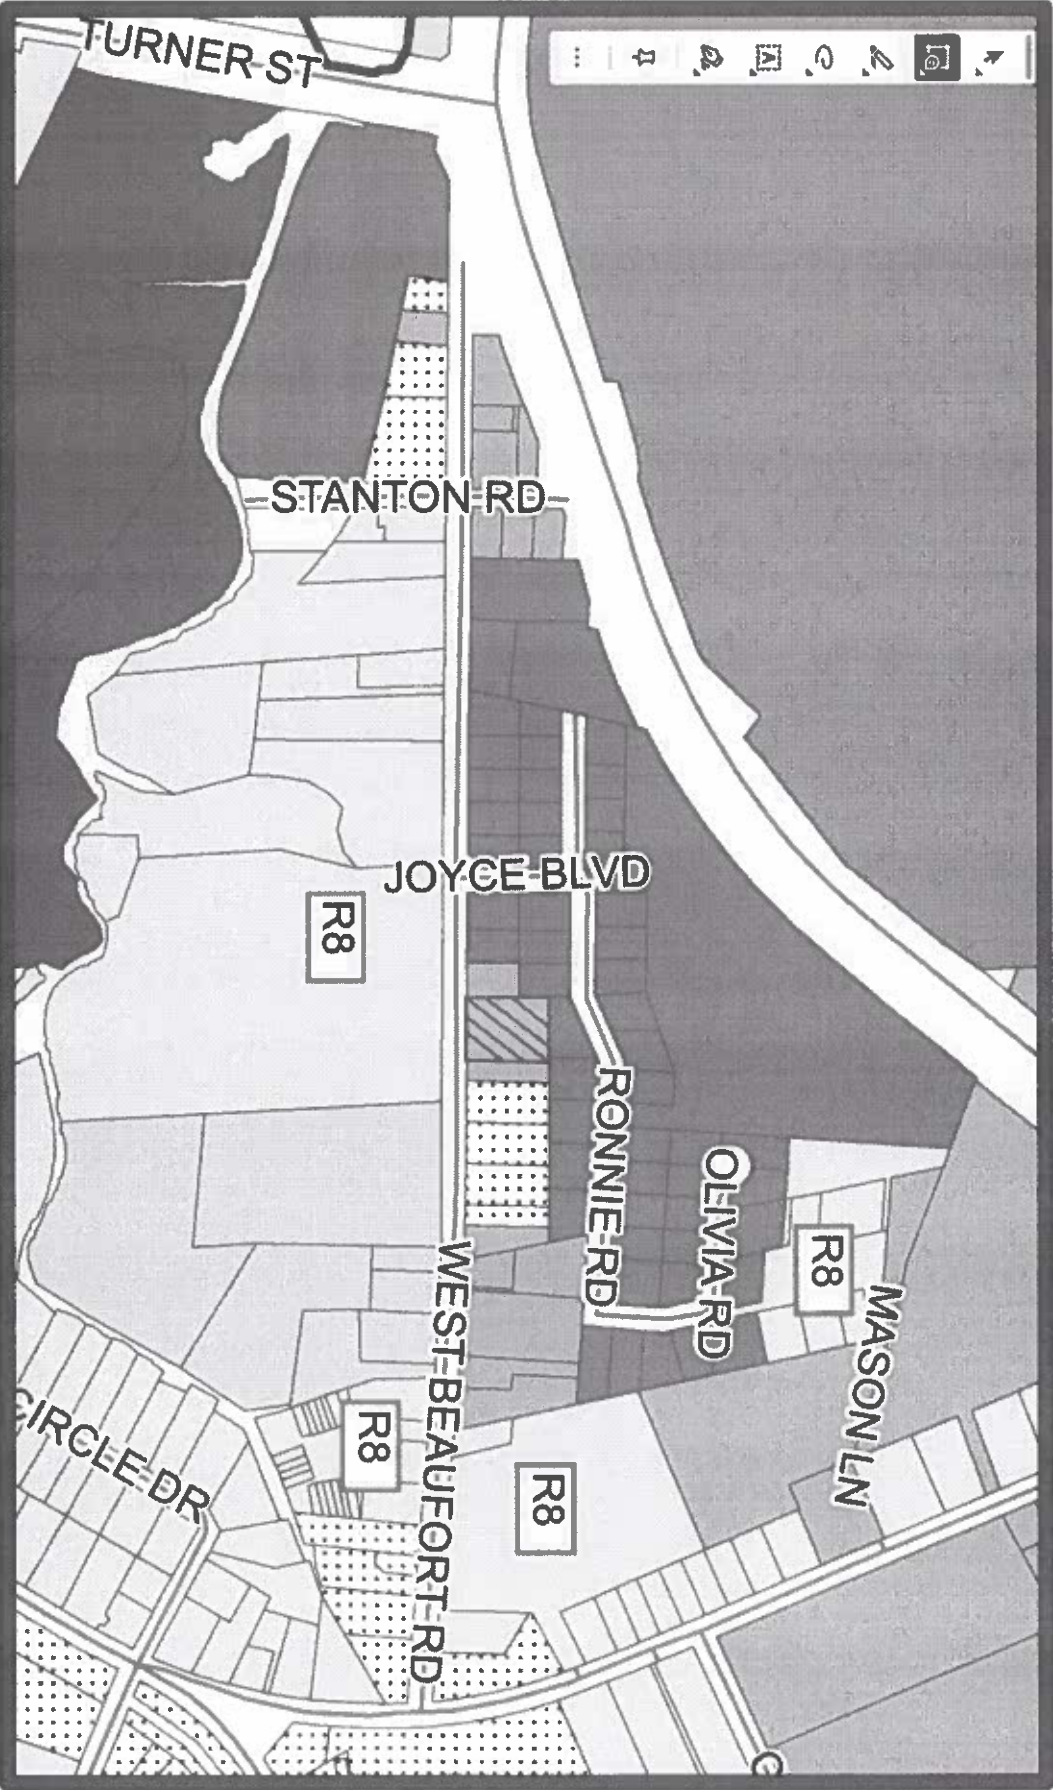 TURNER ST
STANTON RD
JOYCE BLVD
R8
RONNIE RD
OLIVIA RD
R8
MASON LN
WEST BEAUFORT RD
R8
R8
CIRCLE DR